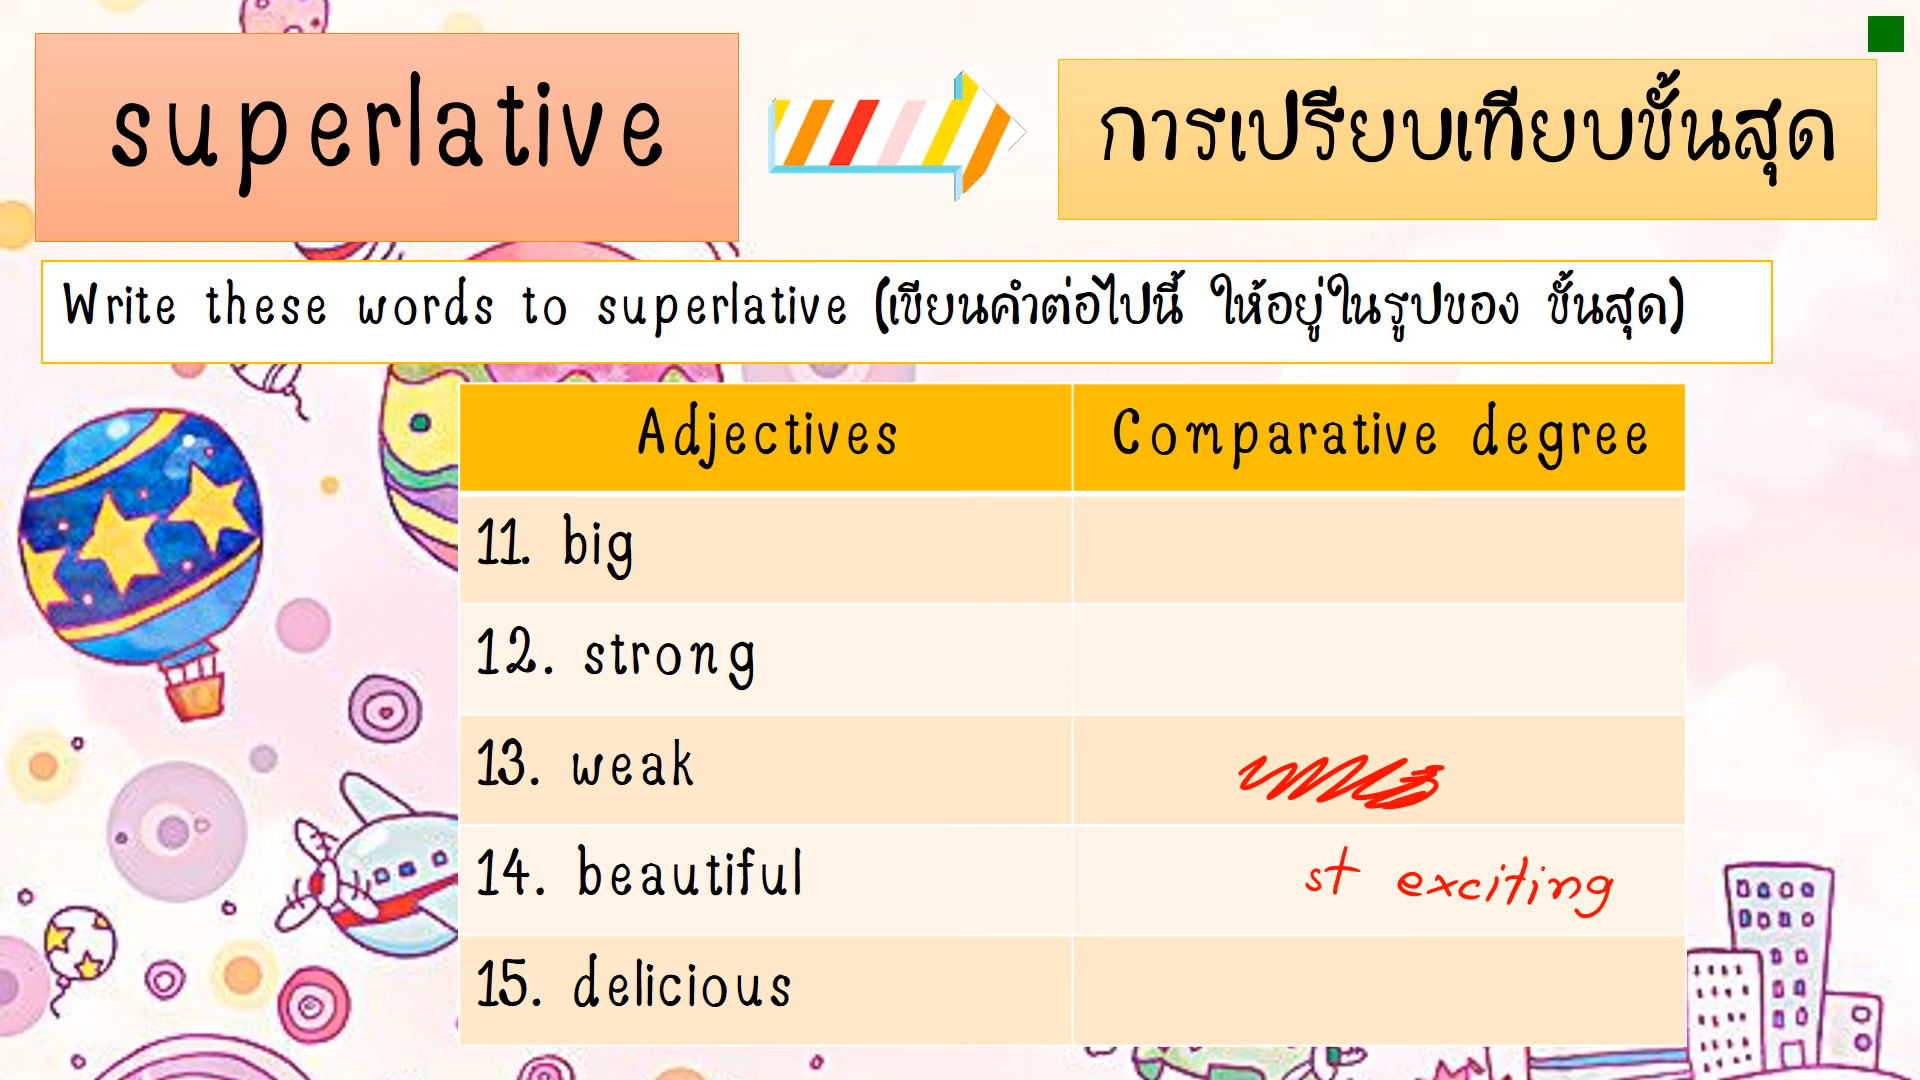 superlative
การเปรียบเทียบขั้นสุด
Write these words to superlative (เขียนคำต่อไปนี้ ให้อยู่ในรูปของ ขั้นสุด)
Adjectives Comparative degree
11. big
12. strong
13. weak
14. beautiful st exciting
15. delicious